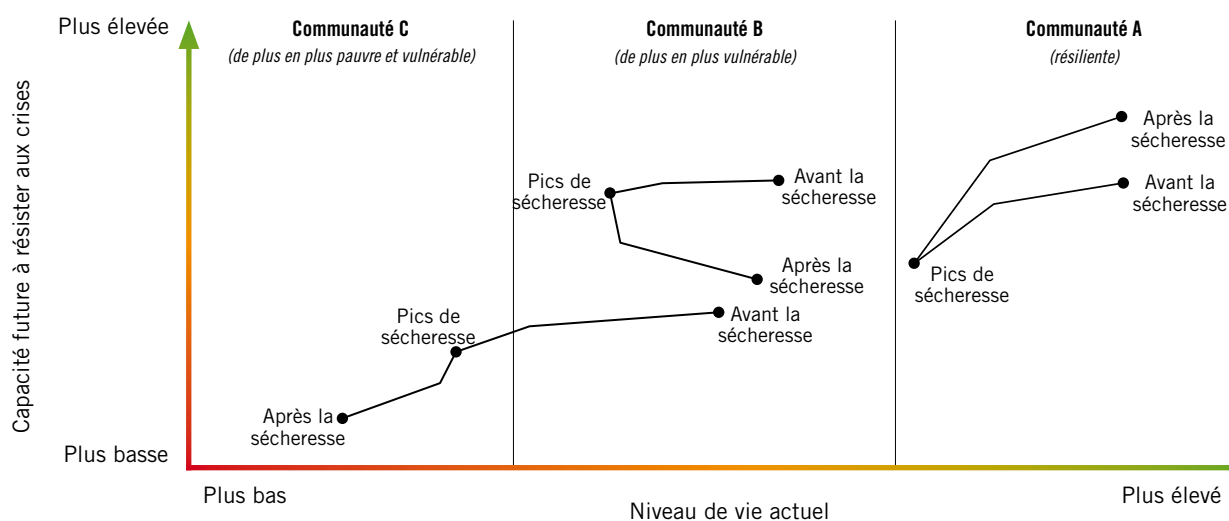 Plus élevée
Communauté C
(de plus en plus pauvre et vulnérable)
Communauté B
(de plus en plus vulnérable)
Communauté A
(résiliente)
Capacité future à résister aux crises
Après la
sécheresse
Pics de
sécheresse
Avant la
sécheresse
Avant la
sécheresse
Après la
sécheresse
Pics de
sécheresse
Pics de
sécheresse
Avant la
sécheresse
Après la
sécheresse
Plus basse
Plus bas
Niveau de vie actuel
Plus élevé